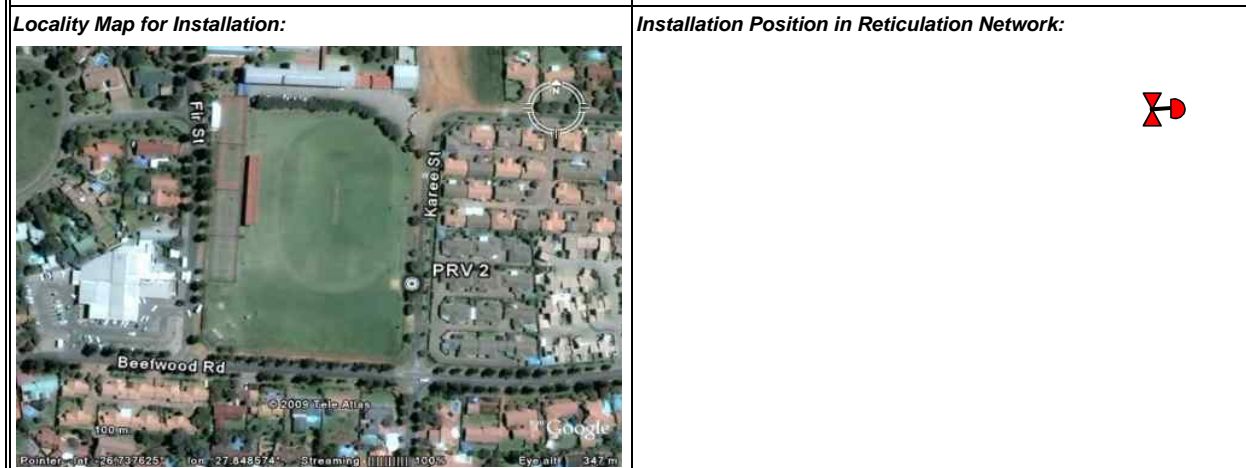 Locality Map for Installation:
Installation Position in Reticulation Network:
N
Fir St
Karee St
PRV 2
Beefwood Rd
© 2009 Tele Atlas
100 m
Google
Pointer lat -26.737625° lon 27.848574° Streaming ||||||||| 100% Eye alt 347 m